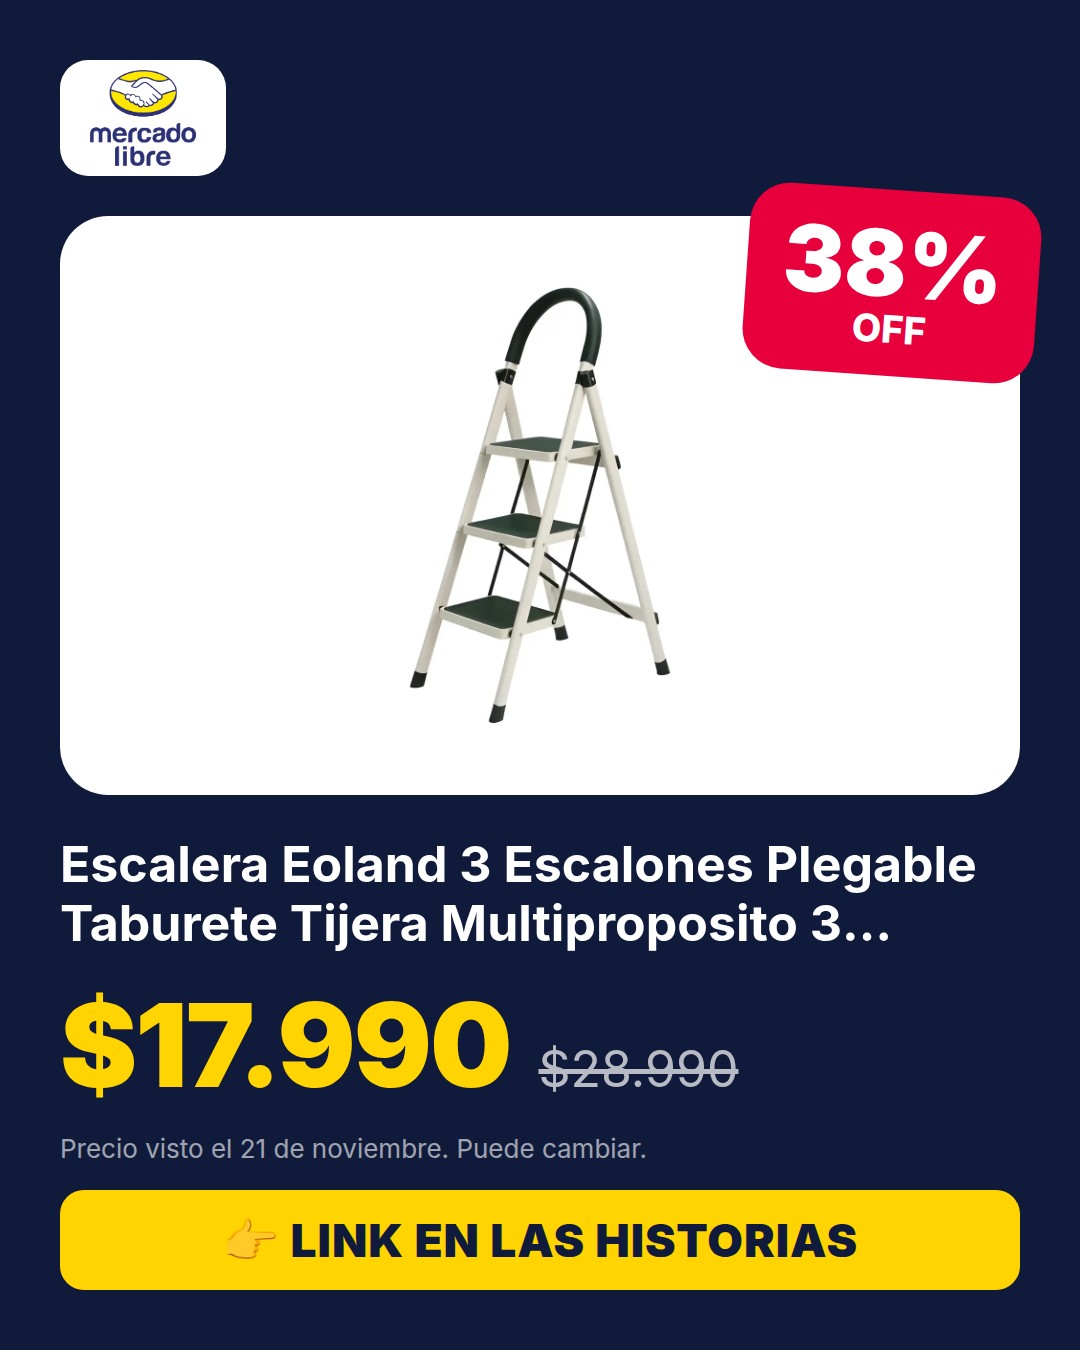 mercado
libre
38%
OFF
Escalera Eoland 3 Escalones Plegable
Taburete Tijera Multiproposito 3...
$17.990 $28.990
Precio visto el 21 de noviembre. Puede cambiar.
👉 LINK EN LAS HISTORIAS